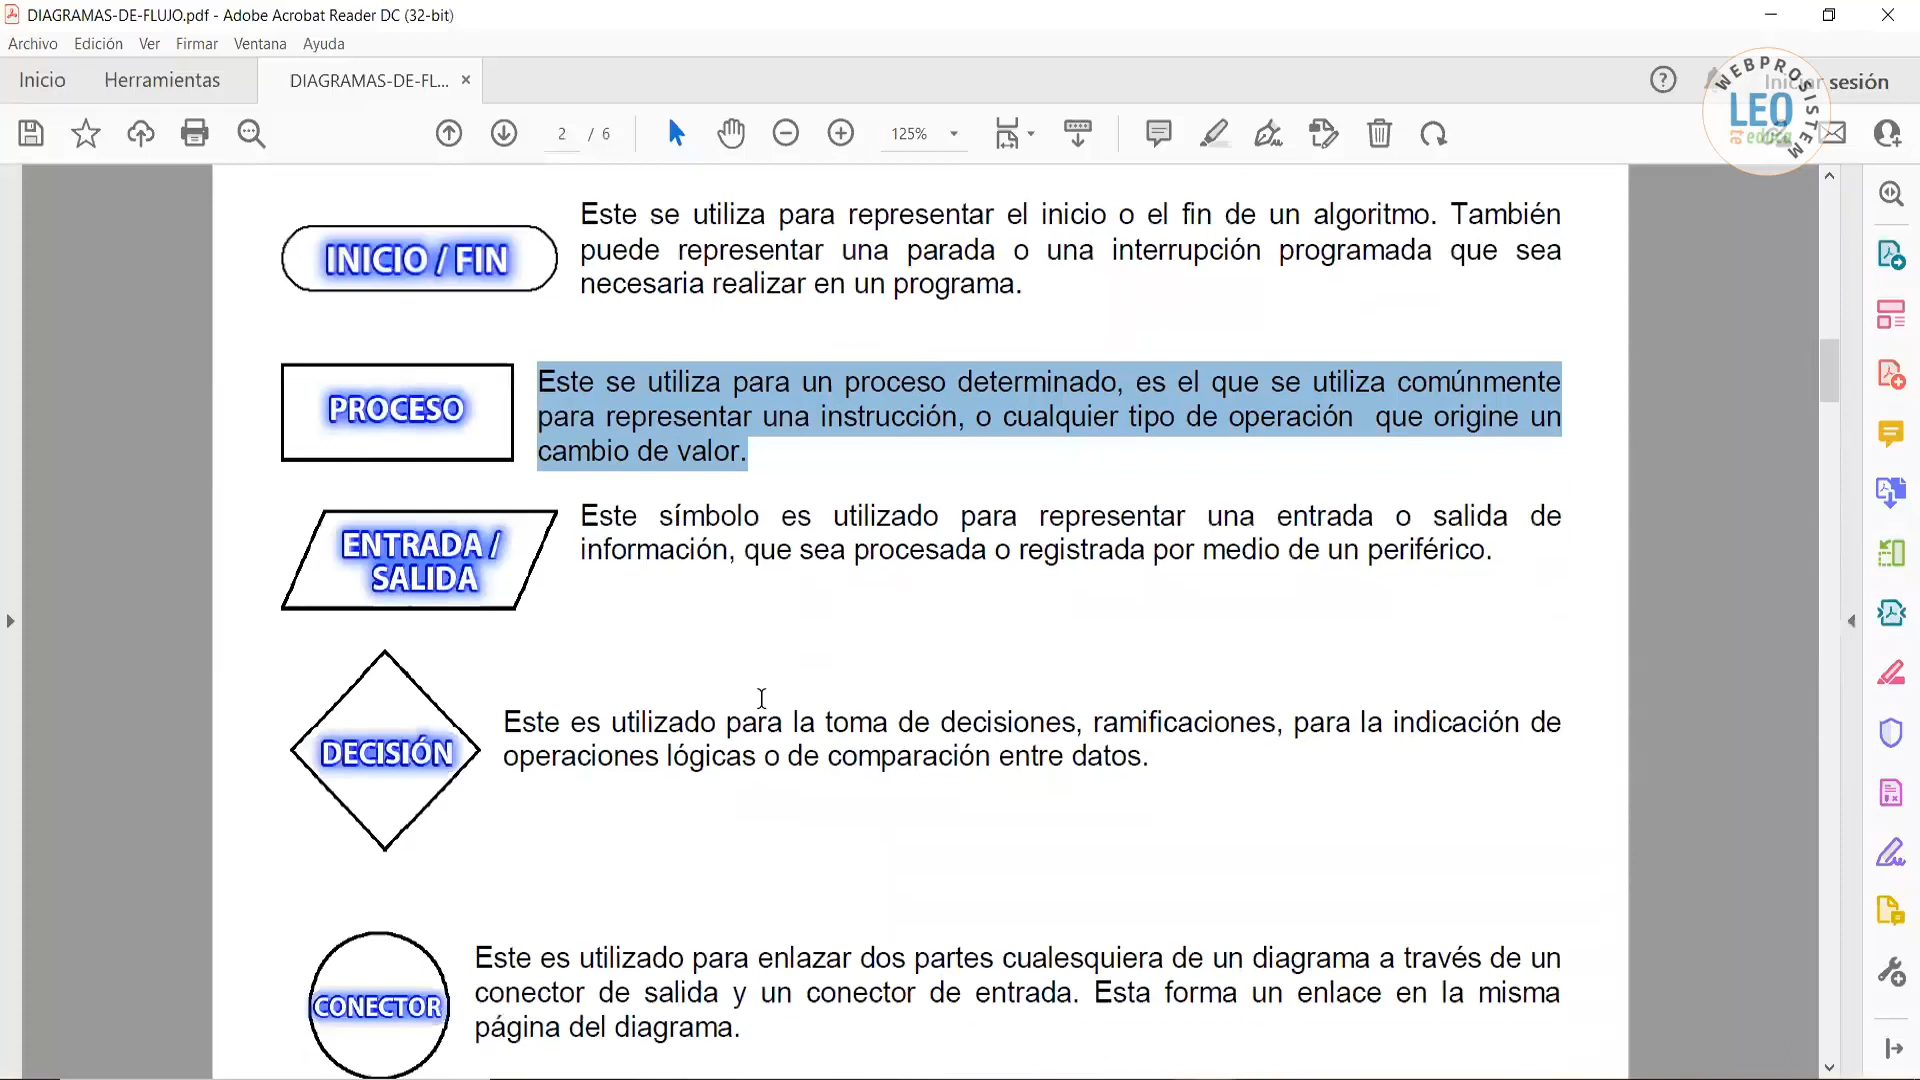 DIAGRAMAS-DE-FLUJO.pdf - Adobe Acrobat Reader DC (32-bit)
Archivo Edición Ver Firmar Ventana Ayuda
Inicio Herramientas DIAGRAMAS-DE-FL... × ? Iniciar sesión
WEBPROSISTEM
LEO
te educa
2 / 6 125%
INICIO / FIN
Este se utiliza para representar el inicio o el fin de un algoritmo. También
puede representar una parada o una interrupción programada que sea
necesaria realizar en un programa.
PROCESO
Este se utiliza para un proceso determinado, es el que se utiliza comúnmente
para representar una instrucción, o cualquier tipo de operación que origine un
cambio de valor.
ENTRADA /
SALIDA
Este símbolo es utilizado para representar una entrada o salida de
información, que sea procesada o registrada por medio de un periférico.
DECISIÓN
Este es utilizado para la toma de decisiones, ramificaciones, para la indicación de
operaciones lógicas o de comparación entre datos.
CONECTOR
Este es utilizado para enlazar dos partes cualesquiera de un diagrama a través de un
conector de salida y un conector de entrada. Esta forma un enlace en la misma
página del diagrama.